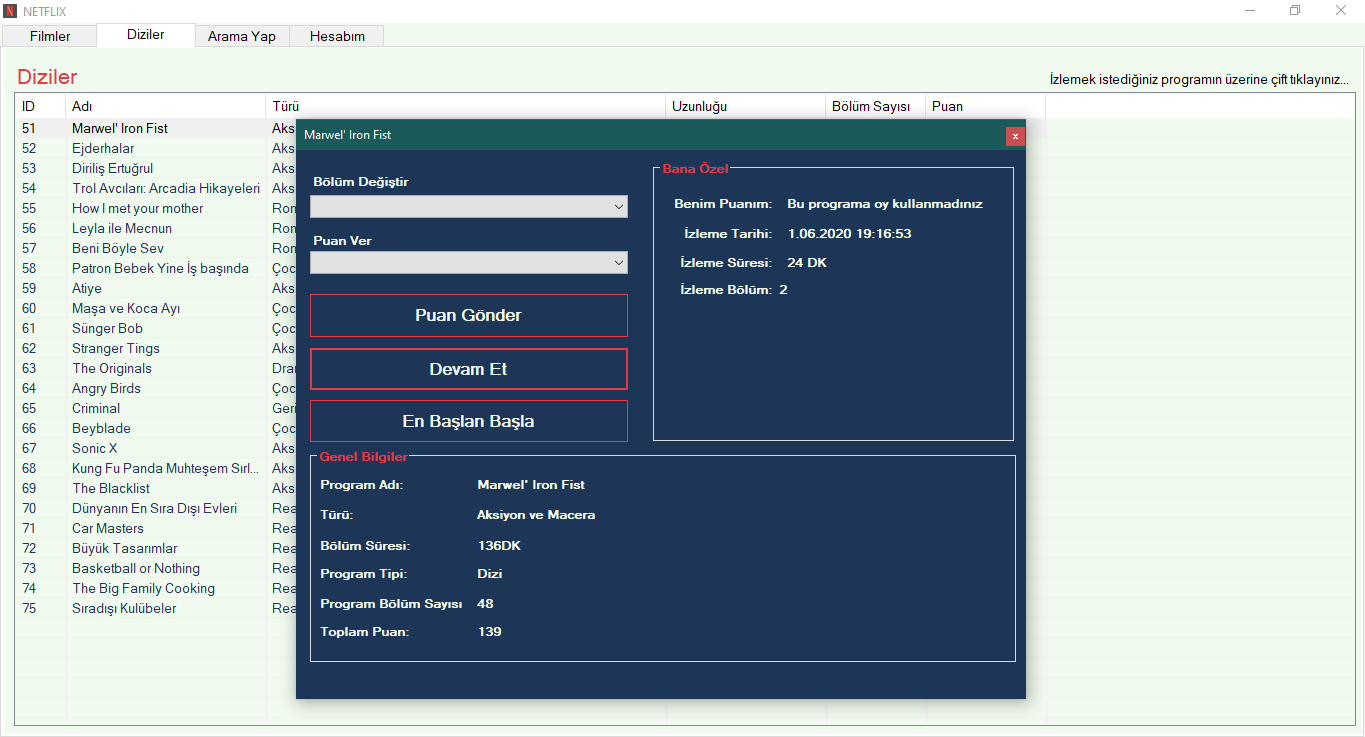 NETFLIX
Filmler Diziler Arama Yap Hesabım
Diziler
İzlemek istediğiniz programın üzerine çift tıklayınız...
ID Adı Türü Uzunluğu Bölüm Sayısı Puan
51 Marwel' Iron Fist Aks
52 Ejderhalar Aks
53 Diriliş Ertuğrul Aks
54 Trol Avcıları: Arcadia Hikayeleri Aks
55 How I met your mother Ron
56 Leyla ile Mecnun Ron
57 Beni Böyle Sev Ron
58 Patron Bebek Yine İş başında Çoc
59 Atiye Aks
60 Maşa ve Koca Ayı Çoc
61 Sünger Bob Çoc
62 Stranger Tings Aks
63 The Originals Drar
64 Angry Birds Çoc
65 Criminal Geri
66 Beyblade Çoc
67 Sonic X Aks
68 Kung Fu Panda Muhteşem Sırl... Aks
69 The Blacklist Aks
70 Dünyanın En Sıra Dışı Evleri Rea
71 Car Masters Rea
72 Büyük Tasarımlar Rea
73 Basketball or Nothing Rea
74 The Big Family Cooking Rea
75 Sıradışı Kulübeler Rea
Marwel' Iron Fist
x
Bölüm Değiştir
Puan Ver
Puan Gönder
Devam Et
En Başlan Başla
Bana Özel
Benim Puanım: Bu programa oy kullanmadınız
İzleme Tarihi: 1.06.2020 19:16:53
İzleme Süresi: 24 DK
İzleme Bölüm: 2
Genel Bilgiler
Program Adı: Marwel' Iron Fist
Türü: Aksiyon ve Macera
Bölüm Süresi: 136DK
Program Tipi: Dizi
Program Bölüm Sayısı 48
Toplam Puan: 139